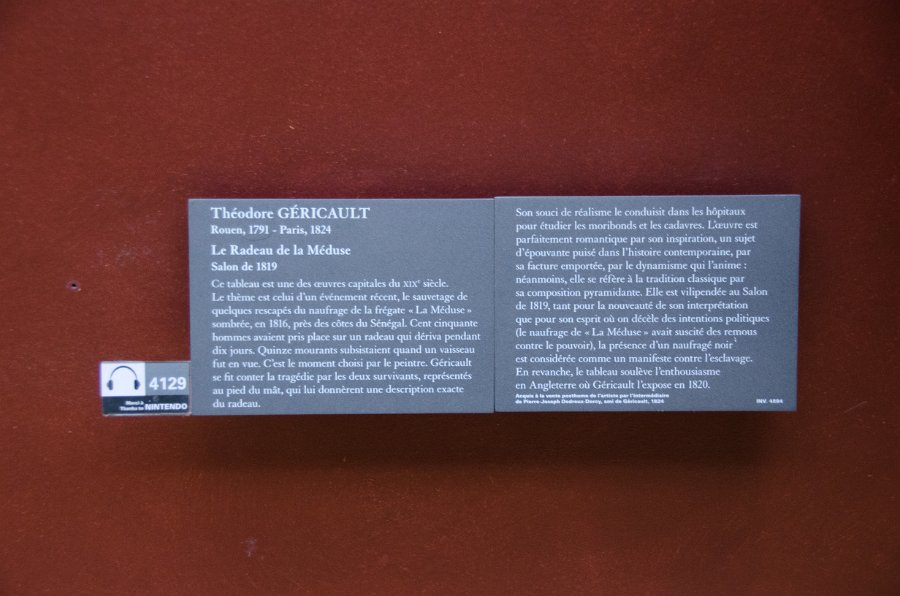 Théodore GÉRICAULT
Rouen, 1791 - Paris, 1824
Le Radeau de la Méduse
Salon de 1819
Ce tableau est une des œuvres capitales du XIXe siècle.
Le thème est celui d'un événement récent, le sauvetage de
quelques rescapés du naufrage de la frégate « La Méduse »
sombrée, en 1816, près des côtes du Sénégal. Cent cinquante
hommes avaient pris place sur un radeau qui dériva pendant
dix jours. Quinze mourants subsistaient quand un vaisseau
fut en vue. C'est le moment choisi par le peintre. Géricault
se fit conter la tragédie par les deux survivants, représentés
au pied du mât, qui lui donnèrent une description exacte
du radeau.
Son souci de réalisme le conduisit dans les hôpitaux
pour étudier les moribonds et les cadavres. L'œuvre est
parfaitement romantique par son inspiration, un sujet
d'épouvante puisé dans l'histoire contemporaine, par
sa facture emportée, par le dynamisme qui l'anime :
néanmoins, elle se réfère à la tradition classique par
sa composition pyramidante. Elle est vilipendée au Salon
de 1819, tant pour la nouveauté de son interprétation
que pour son esprit où on décèle des intentions politiques
(le naufrage de « La Méduse » avait suscité des remous
contre le pouvoir), la présence d'un naufragé noir
est considérée comme un manifeste contre l'esclavage.
En revanche, le tableau soulève l'enthousiasme
en Angleterre où Géricault l'expose en 1820.
Acquis à la vente posthume de l'artiste par l'intermédiaire
de Pierre-Joseph Dedreux-Dorcy, ami de Géricault, 1824
INV. 4884
4129
Merci à
Thanks to NINTENDO